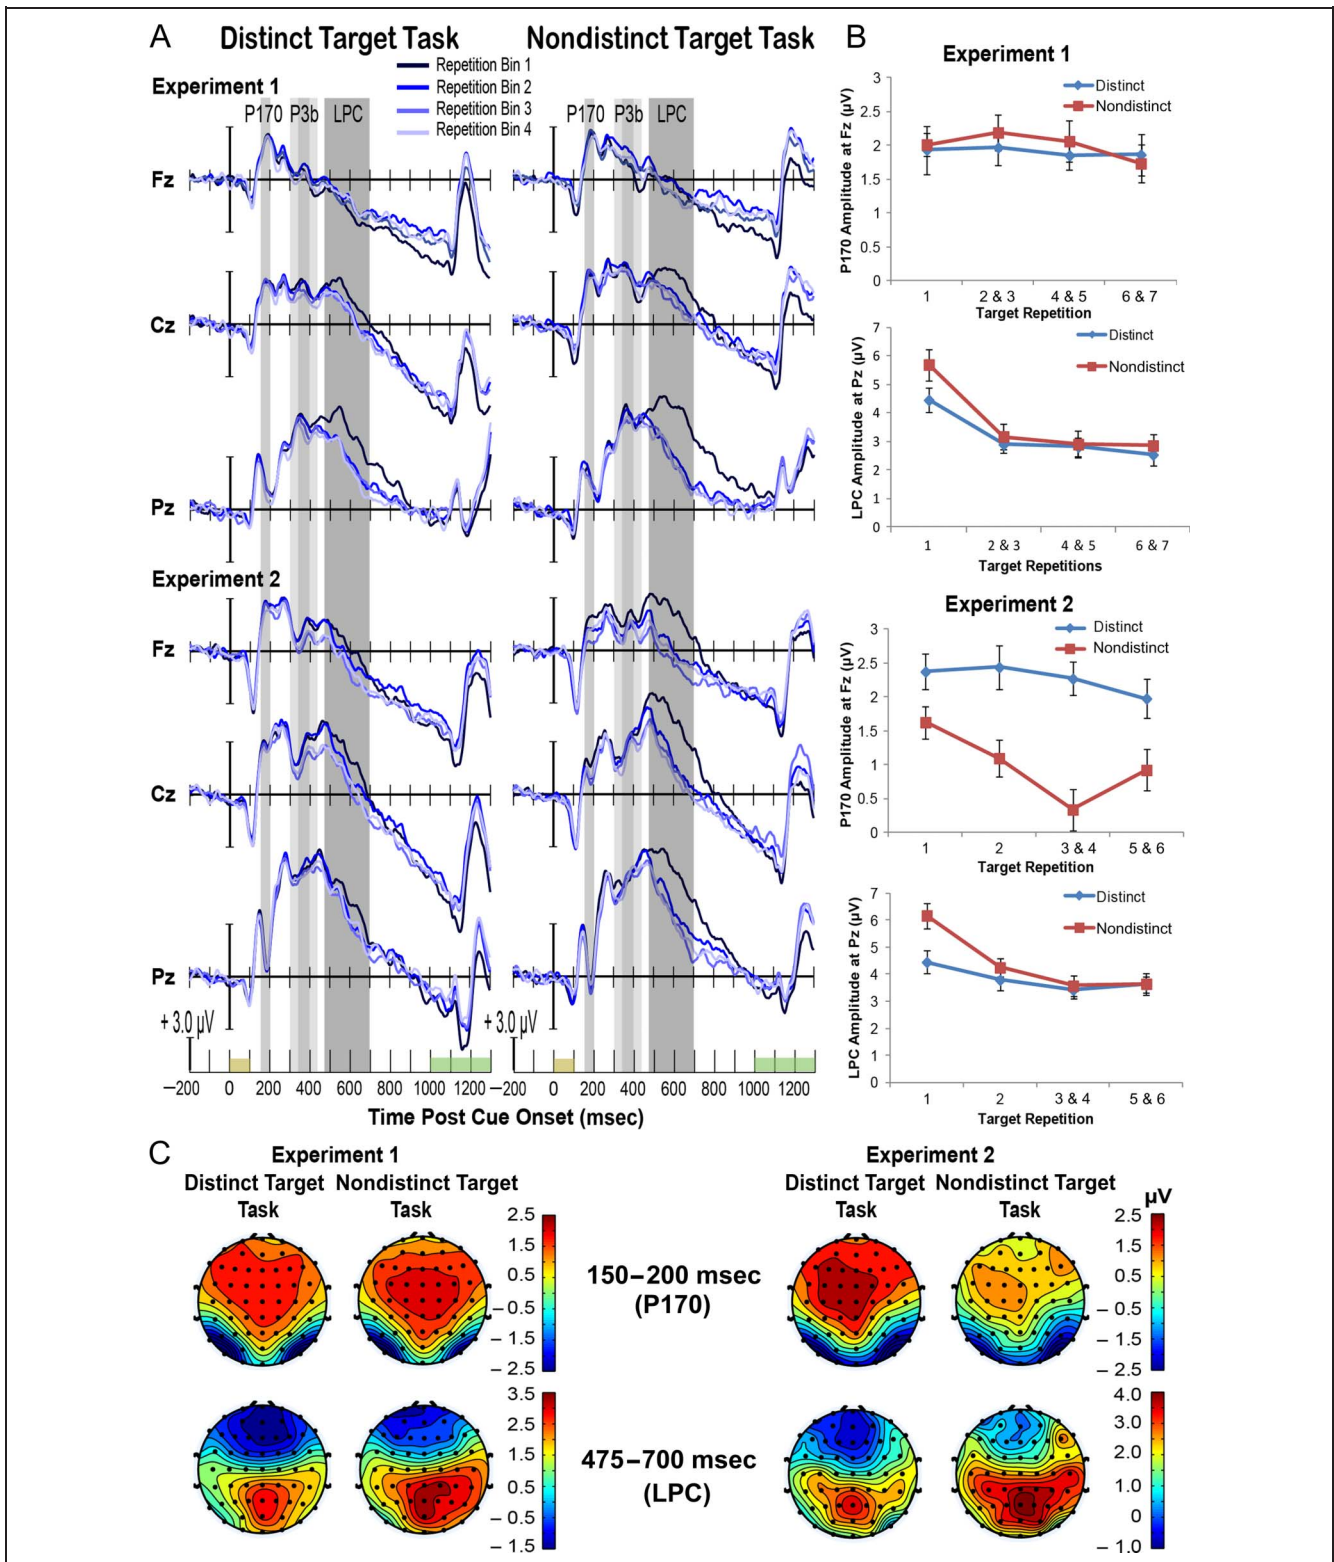 A
Distinct Target Task
Nondistinct Target Task
Repetition Bin 1
Repetition Bin 2
Repetition Bin 3
Repetition Bin 4
Experiment 1
P170 P3b LPC
P170 P3b LPC
Fz
Cz
Pz
Experiment 2
Fz
Cz
Pz
+ 3.0 µV
+ 3.0 µV
−200 0 200 400 600 800 1000 1200
−200 0 200 400 600 800 1000 1200
Time Post Cue Onset (msec)
B
Experiment 1
P170 Amplitude at Fz (µV)
3
2.5
2
1.5
1
0.5
0
Distinct
Nondistinct
1 2 & 3 4 & 5 6 & 7
Target Repetition
LPC Amplitude at Pz (µV)
7
6
5
4
3
2
1
0
Distinct
Nondistinct
1 2 & 3 4 & 5 6 & 7
Target Repetitions
Experiment 2
P170 Amplitude at Fz (µV)
3
2.5
2
1.5
1
0.5
0
Distinct
Nondistinct
1 2 3 & 4 5 & 6
Target Repetition
LPC Amplitude at Pz (µV)
7
6
5
4
3
2
1
0
Distinct
Nondistinct
1 2 3 & 4 5 & 6
Target Repetition
C
Experiment 1
Distinct Target Nondistinct Target
Task Task
2.5
1.5
0.5
− 0.5
− 1.5
− 2.5
3.5
2.5
1.5
0.5
− 0.5
− 1.5
150–200 msec
(P170)
475–700 msec
(LPC)
Experiment 2
Distinct Target Nondistinct Target
Task Task
µV
2.5
1.5
0.5
− 0.5
− 1.5
− 2.5
4.0
3.0
2.0
1.0
0
− 1.0